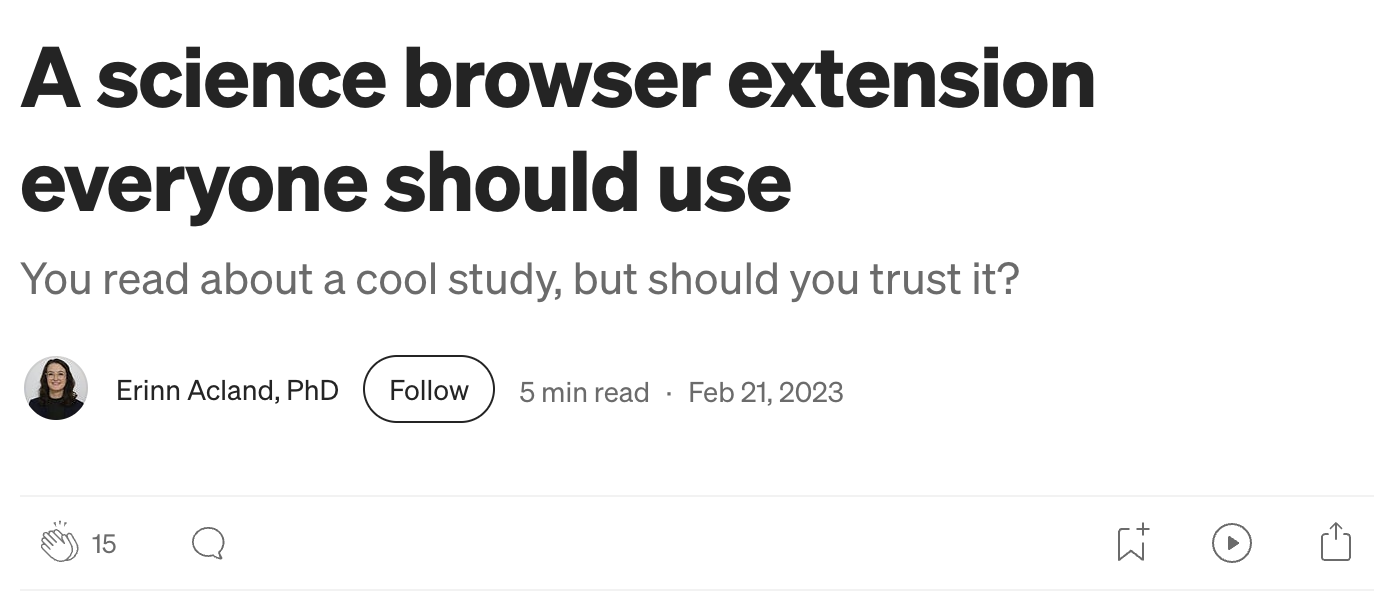 A science browser extension
everyone should use
You read about a cool study, but should you trust it?
Erinn Acland, PhD Follow 5 min read · Feb 21, 2023
15